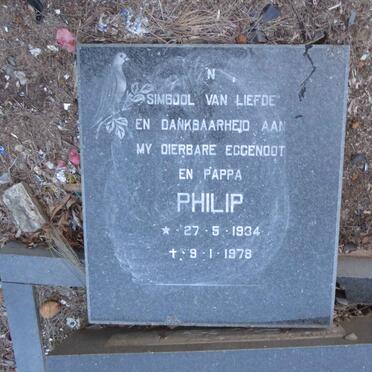 'N
SIMBOOL VAN LIEFDE
EN DANKBAARHEID AAN
MY DIERBARE EGGENOOT
EN PAPPA
PHILIP
★ 27-5-1934
✝ 9-1-1978